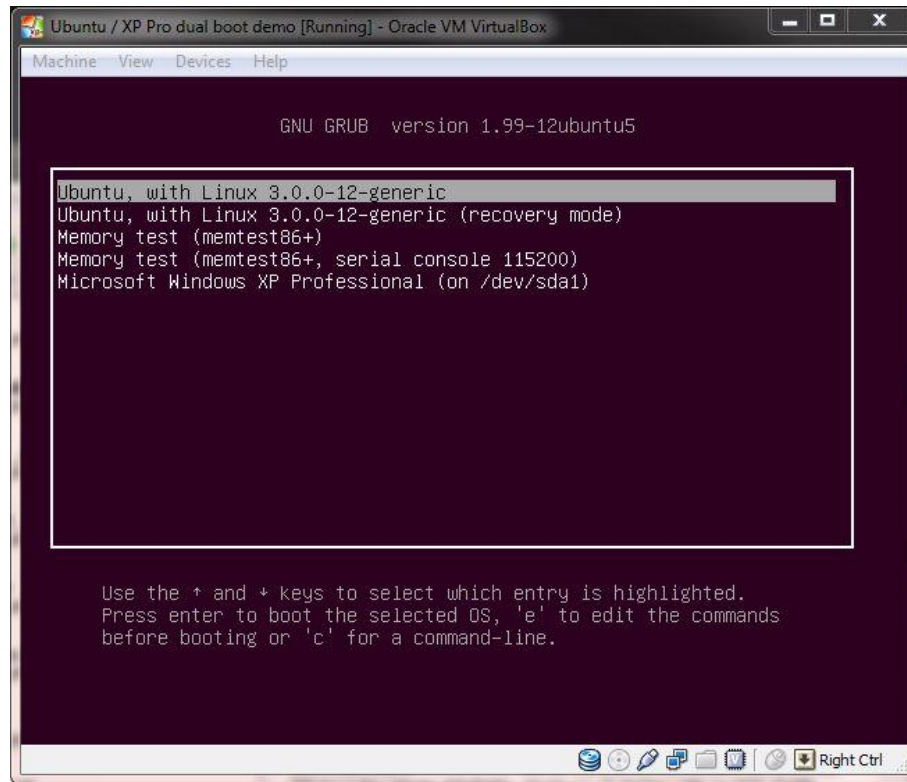 Ubuntu / XP Pro dual boot demo [Running] - Oracle VM VirtualBox
Machine View Devices Help
GNU GRUB version 1.99-12ubuntu5
Ubuntu, with Linux 3.0.0-12-generic
Ubuntu, with Linux 3.0.0-12-generic (recovery mode)
Memory test (memtest86+)
Memory test (memtest86+, serial console 115200)
Microsoft Windows XP Professional (on /dev/sda1)
Use the ↑ and ↓ keys to select which entry is highlighted.
Press enter to boot the selected OS, 'e' to edit the commands
before booting or 'c' for a command-line.
Right Ctrl